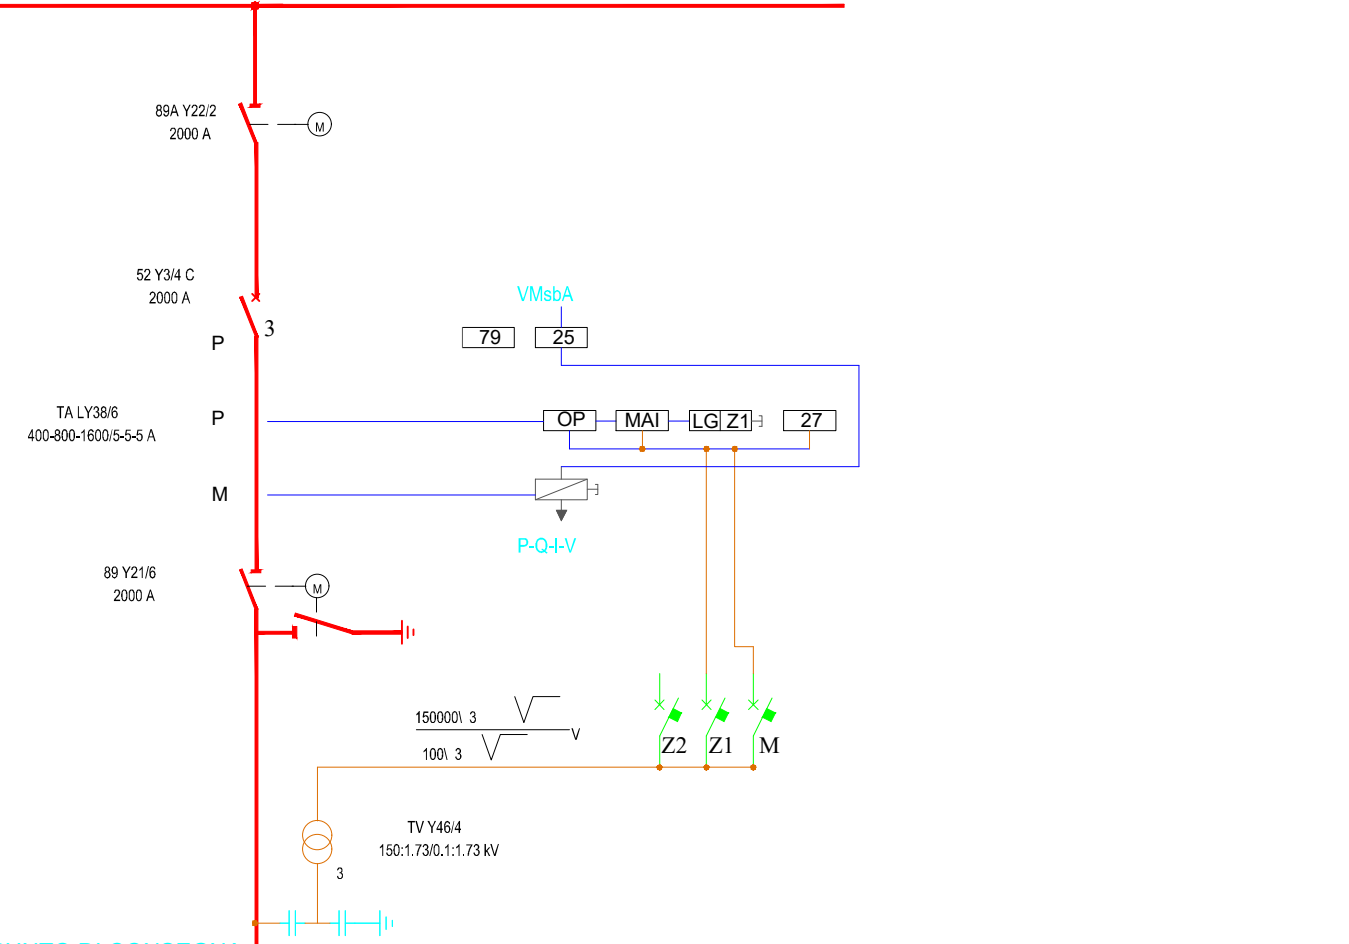 89A Y22/2
2000 A
M
52 Y3/4 C
2000 A
3
P
VMsbA
79
25
TA LY38/6
400-800-1600/5-5-5 A
P
OP
MAI
LG
Z1
27
M
P-Q-I-V
89 Y21/6
2000 A
M
150000\ 3
V
100\ 3
Z2
Z1
M
TV Y46/4
150:1.73/0.1:1.73 kV
3